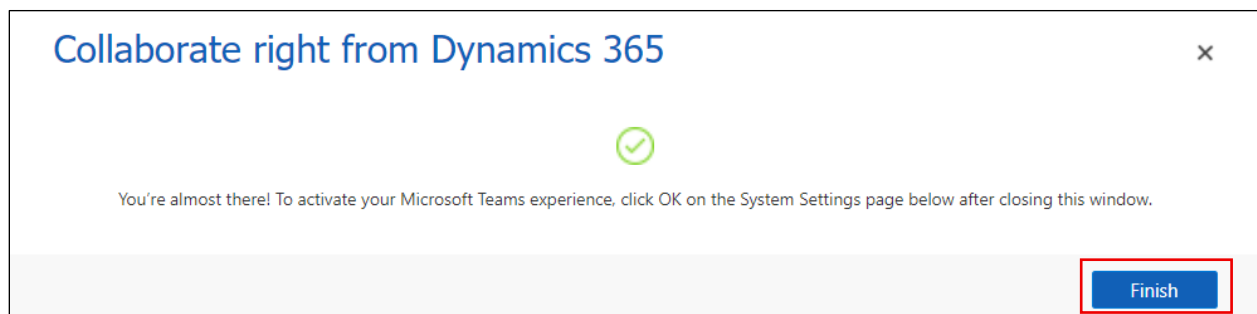 Collaborate right from Dynamics 365
You're almost there! To activate your Microsoft Teams experience, click OK on the System Settings page below after closing this window.
Finish